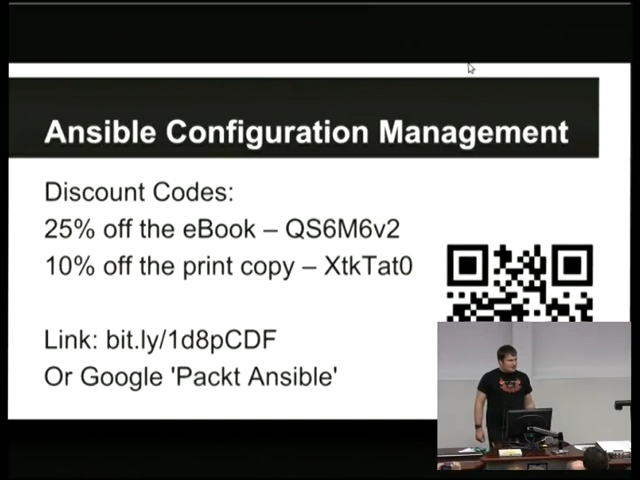 Ansible Configuration Management
Discount Codes:
25% off the eBook – QS6M6v2
10% off the print copy – XtkTat0
Link: bit.ly/1d8pCDF
Or Google 'Packt Ansible'